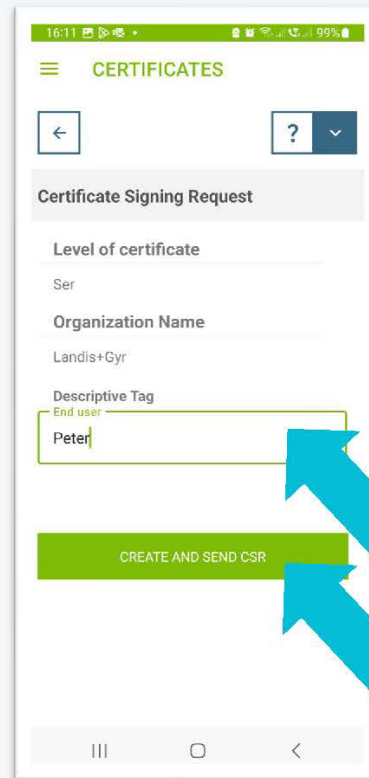 16:11 99%
CERTIFICATES
?
Certificate Signing Request
Level of certificate
Ser
Organization Name
Landis+Gyr
Descriptive Tag
End user
Peter
CREATE AND SEND CSR